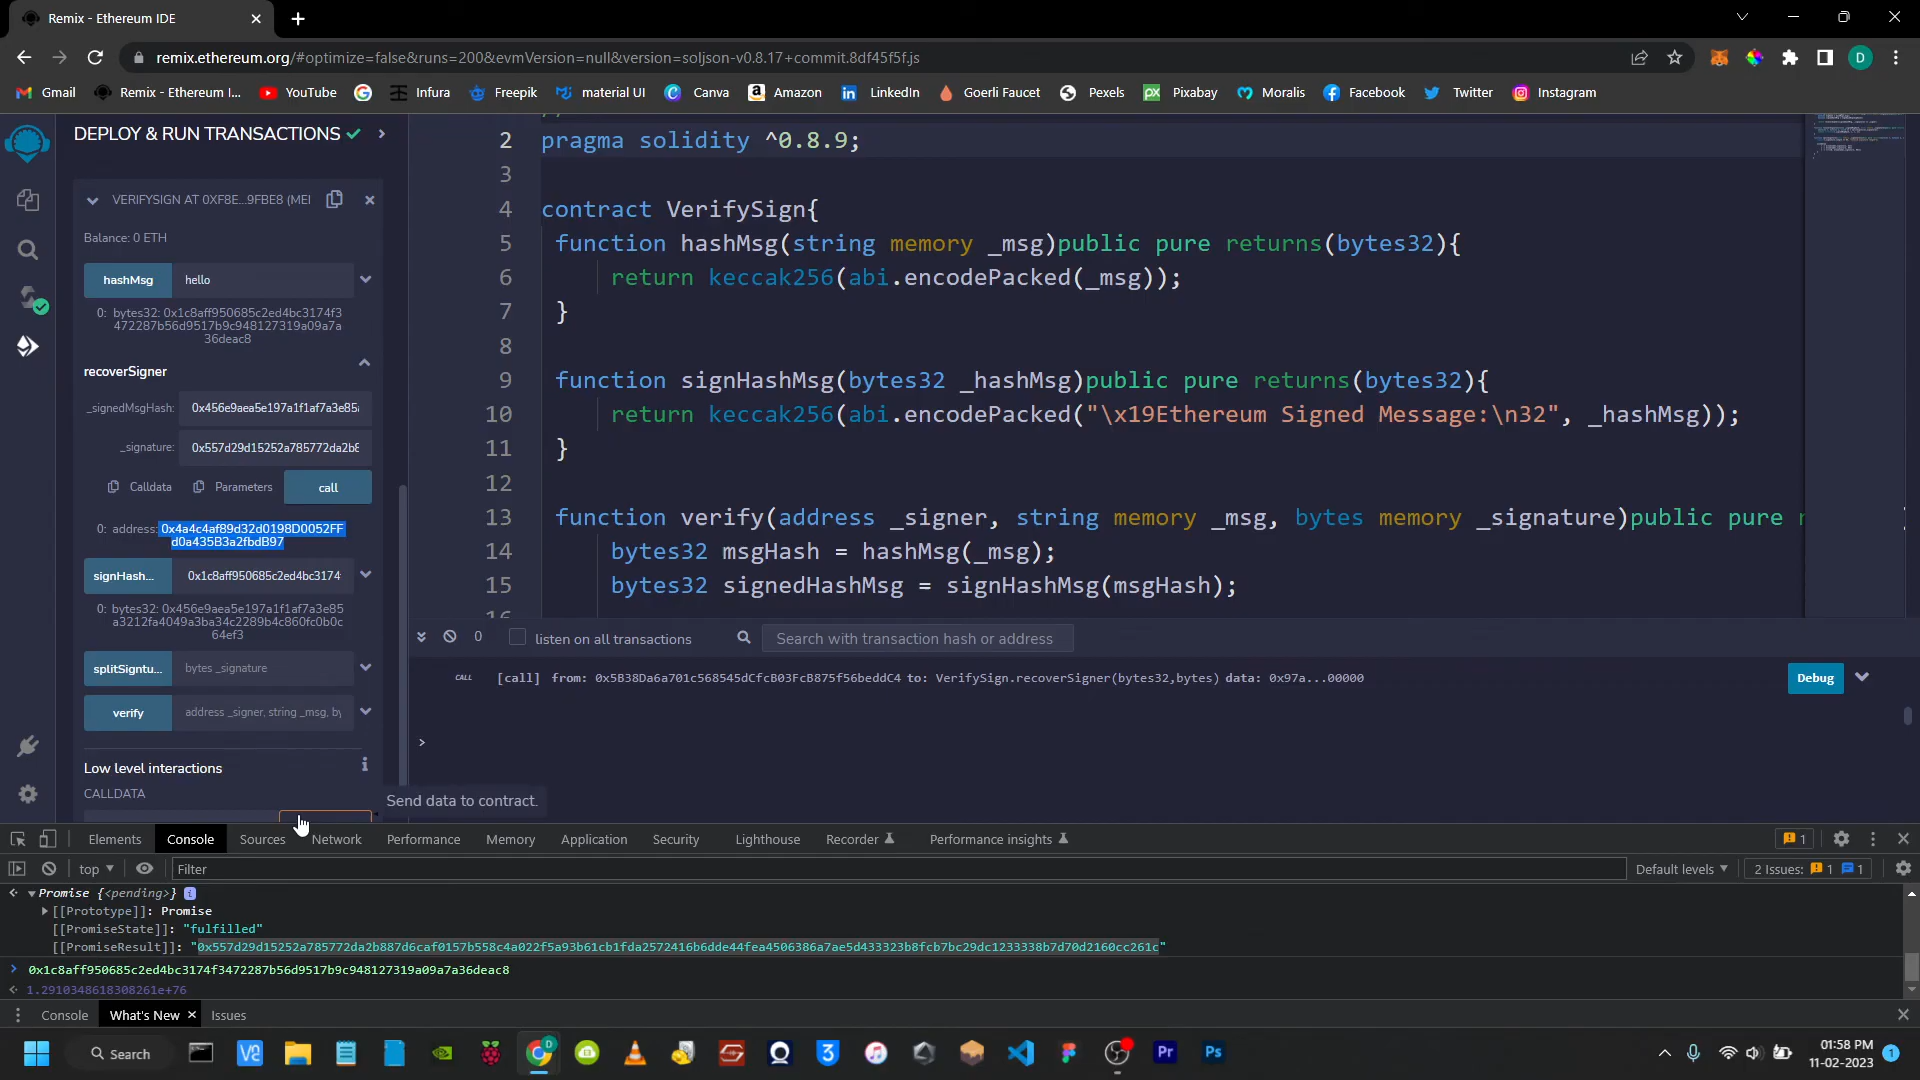 Remix - Ethereum IDE
remix.ethereum.org/#optimize=false&runs=200&evmVersion=null&version=soljson-v0.8.17+commit.8df45f5f.js
D
Gmail
Remix - Ethereum I...
YouTube
Infura
Freepik
material UI
Canva
Amazon
LinkedIn
Goerli Faucet
Pexels
Pixabay
Moralis
Facebook
Twitter
Instagram
DEPLOY & RUN TRANSACTIONS
VERIFYSIGN AT 0XF8E...9FBE8 (MEI
Balance: 0 ETH
hashMsg
hello
0: bytes32: 0x1c8aff950685c2ed4bc3174f3
472287b56d9517b9c948127319a09a7a
36deac8
recoverSigner
_signedMsgHash:
0x456e9aea5e197a1f1af7a3e85
_signature:
0x557d29d15252a785772da2b8
Calldata
Parameters
call
0: address: 0x4a4c4af89d32d0198D0052FF
d0a435B3a2fbdB97
signHash...
0x1c8aff950685c2ed4bc3174
0: bytes32: 0x456e9aea5e197a1f1af7a3e85
a3212fa4049a3ba34c2289b4c860fc0b0c
64ef3
splitSigntu...
bytes _signature
verify
address _signer, string _msg, by
Low level interactions
CALLDATA
Send data to contract.
2 pragma solidity ^0.8.9;
3
4 contract VerifySign{
5 function hashMsg(string memory _msg)public pure returns(bytes32){
6 return keccak256(abi.encodePacked(_msg));
7 }
8
9 function signHashMsg(bytes32 _hashMsg)public pure returns(bytes32){
10 return keccak256(abi.encodePacked("\x19Ethereum Signed Message:\n32", _hashMsg));
11 }
12
13 function verify(address _signer, string memory _msg, bytes memory _signature)public pure
14 bytes32 msgHash = hashMsg(_msg);
15 bytes32 signedHashMsg = signHashMsg(msgHash);
0
listen on all transactions
Search with transaction hash or address
CALL [call] from: 0x5B38Da6a701c568545dCfcB03FcB875f56beddC4 to: VerifySign.recoverSigner(bytes32,bytes) data: 0x97a...00000
Debug
>
Elements
Console
Sources
Network
Performance
Memory
Application
Security
Lighthouse
Recorder
Performance insights
1
top
Filter
Default levels
2 Issues: 1 1
Promise {<pending>}
[[Prototype]]: Promise
[[PromiseState]]: "fulfilled"
[[PromiseResult]]: "0x557d29d15252a785772da2b887d6caf0157b558c4a022f5a93b61cb1fda2572416b6dde44fea4506386a7ae5d433323b8fcb7bc29dc1233338b7d70d2160cc261c"
0x1c8aff950685c2ed4bc3174f3472287b56d9517b9c948127319a09a7a36deac8
1.2910348618308261e+76
Console
What's New
Issues
Search
Pr
Ps
01:58 PM
11-02-2023
1